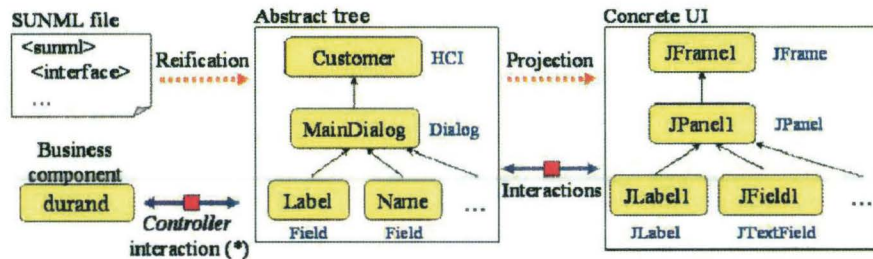 SUNML file
<sunml>
<interface>
...
Reification
Business
component
durand
Controller
interaction (*)
Abstract tree
Customer
HCI
MainDialog
Dialog
Label
Name
...
Field
Field
Projection
Interactions
Concrete UI
JFrame1
JFrame
JPanel1
JPanel
JLabel1
JField1
...
JLabel
JTextField